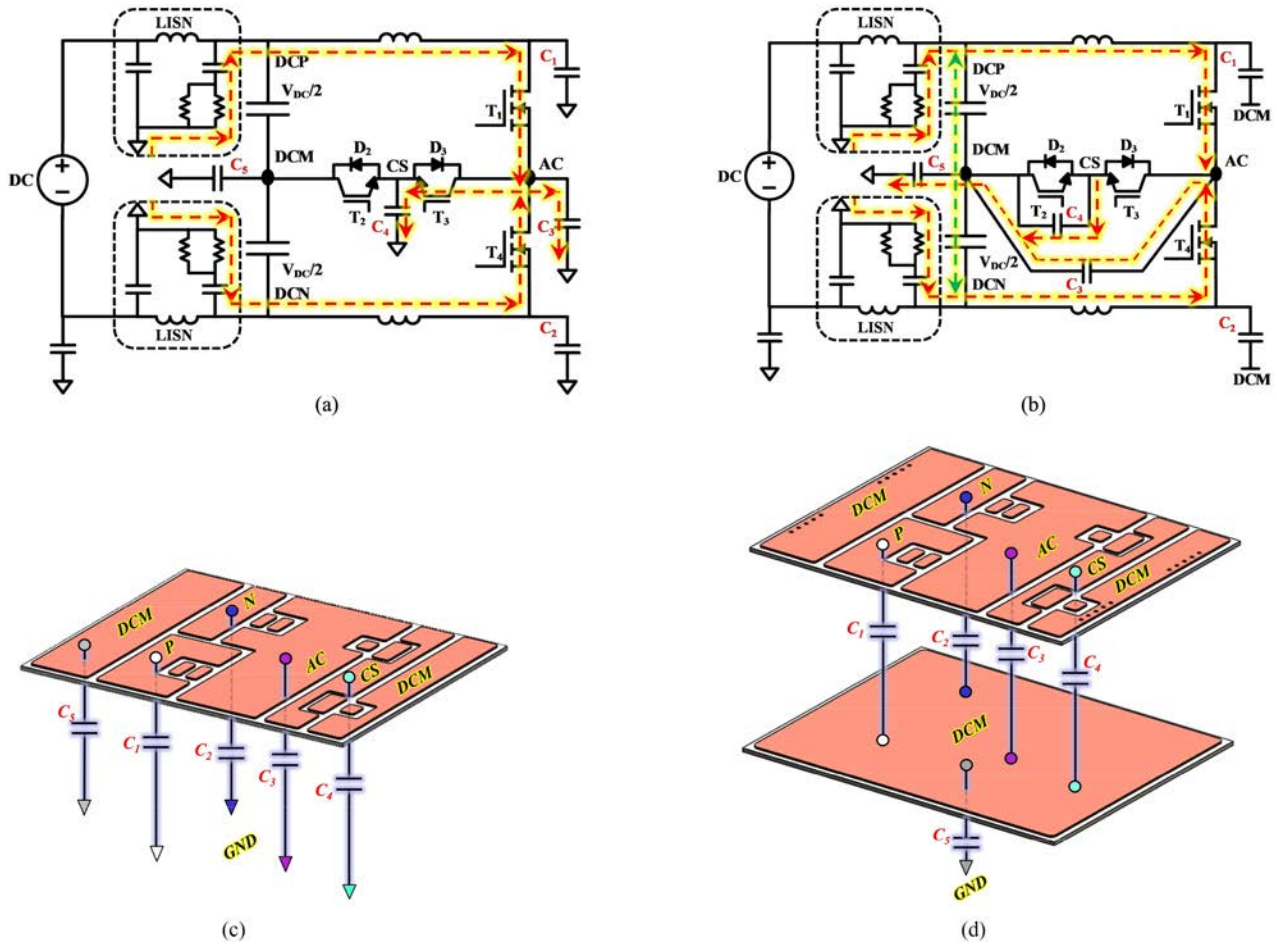 LISN
DCP
C1
VDC/2
T1
D2
CS
D3
DCM
AC
C5
DC
T2
T3
C4
C3
T4
VDC/2
DCN
LISN
C2
(a)
LISN
DCP
C1
VDC/2
DCM
T1
D2
CS
D3
DCM
AC
C5
DC
T2
C4
T3
T4
VDC/2
C3
DCN
C2
LISN
DCM
(b)
DCM
N
P
AC
CS
DCM
C5
C1
C2
C3
C4
GND
(c)
DCM
N
P
AC
CS
DCM
C1
C2
C3
C4
DCM
C5
GND
(d)